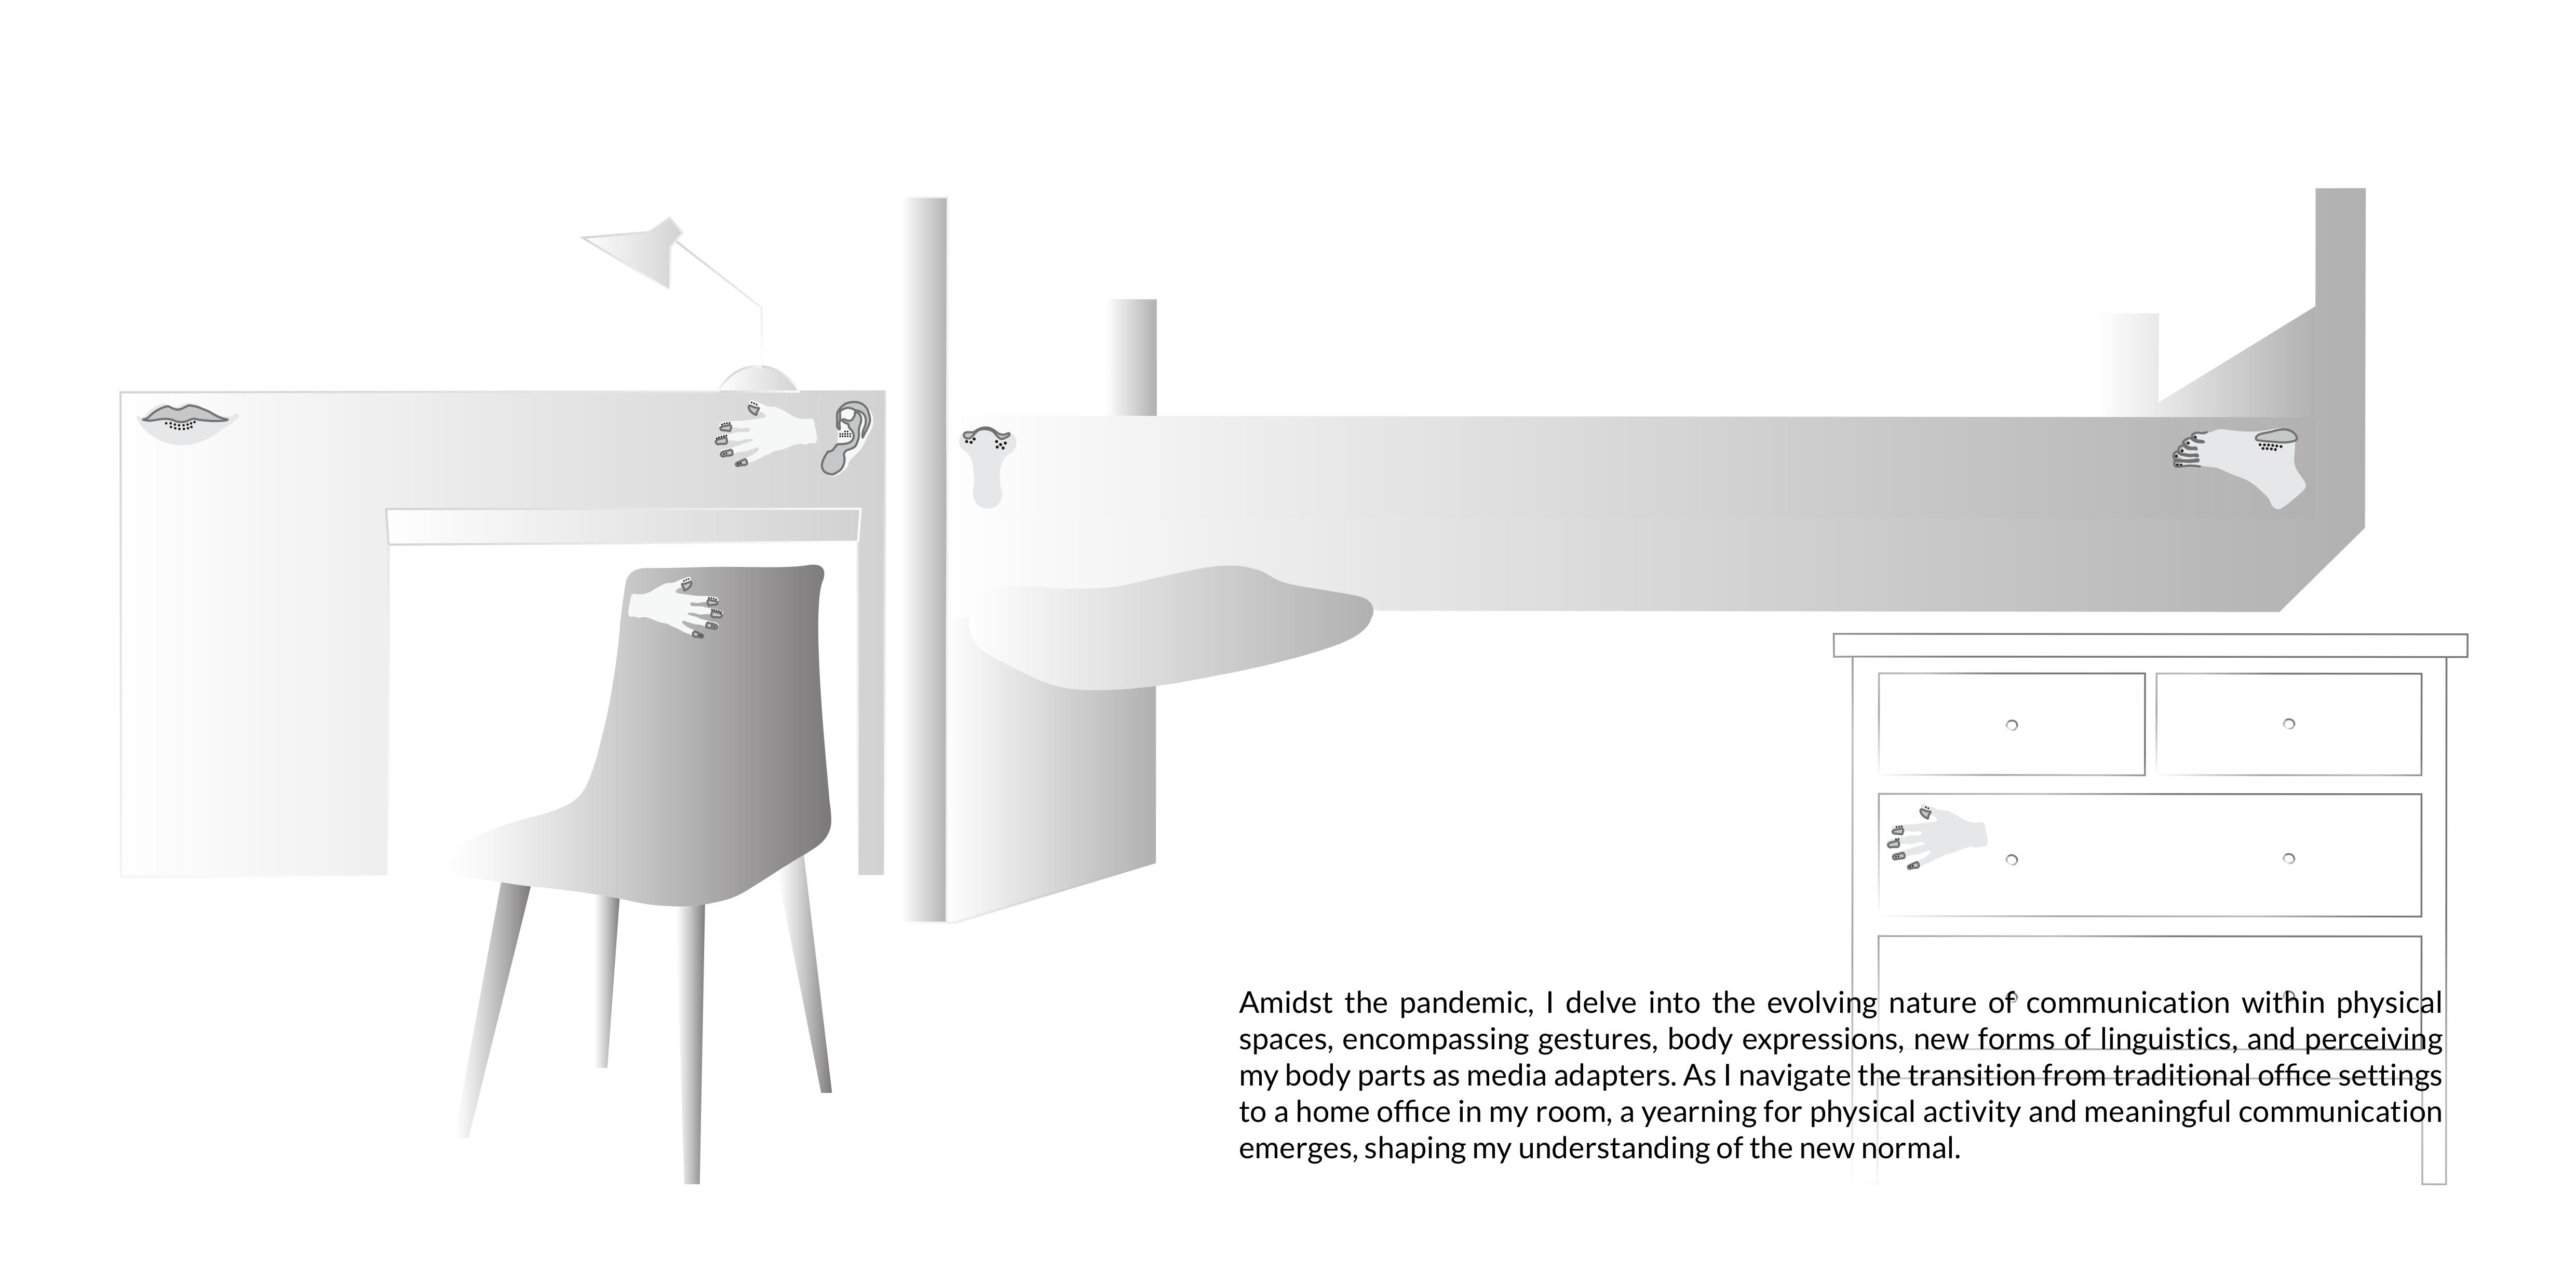 Amidst the pandemic, I delve into the evolving nature of communication within physical
spaces, encompassing gestures, body expressions, new forms of linguistics, and perceiving
my body parts as media adapters. As I navigate the transition from traditional office settings
to a home office in my room, a yearning for physical activity and meaningful communication
emerges, shaping my understanding of the new normal.